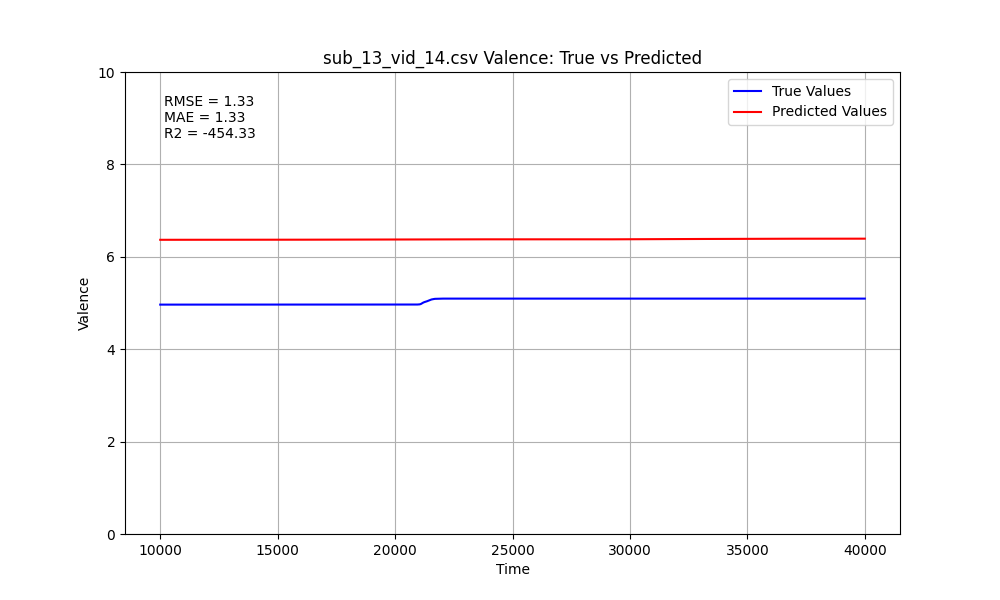 sub_13_vid_14.csv Valence: True vs Predicted
RMSE = 1.33
MAE = 1.33
R2 = -454.33
True Values
Predicted Values
10
8
6
4
2
0
Valence
10000 15000 20000 25000 30000 35000 40000
Time